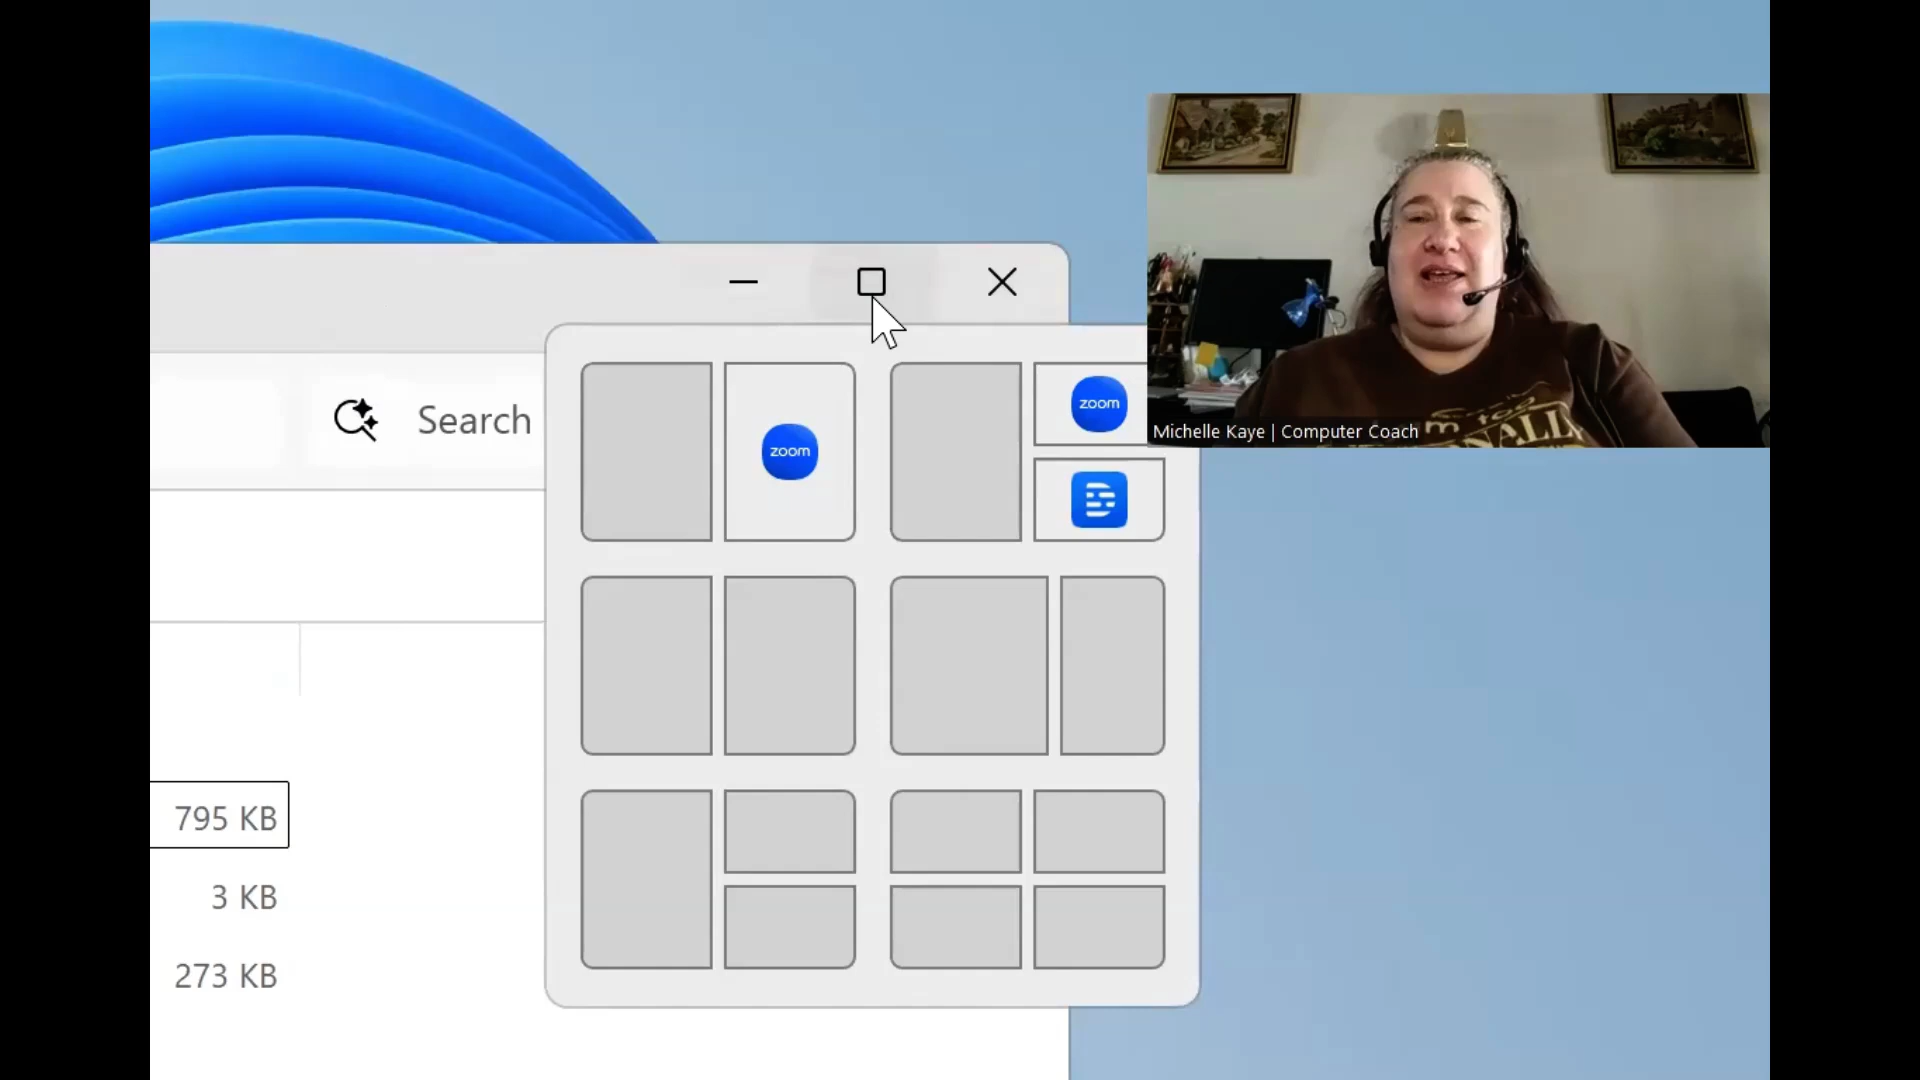 Search
zoom
zoom
Michelle Kaye | Computer Coach
795 KB
3 KB
273 KB